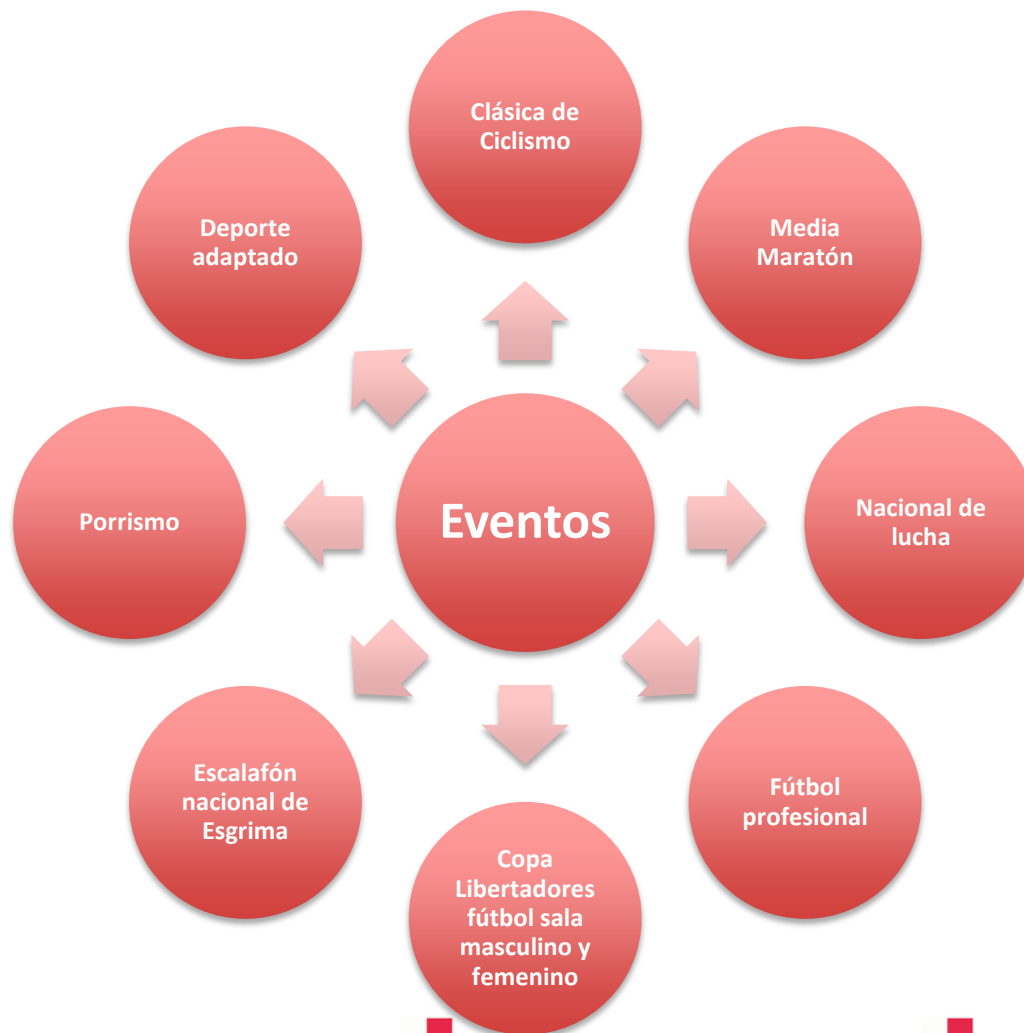 Clásica de
Ciclismo
Media
Maratón
Nacional de
lucha
Fútbol
profesional
Copa
Libertadores
fútbol sala
masculino y
femenino
Escalafón
nacional de
Esgrima
Porrismo
Deporte
adaptado
Eventos